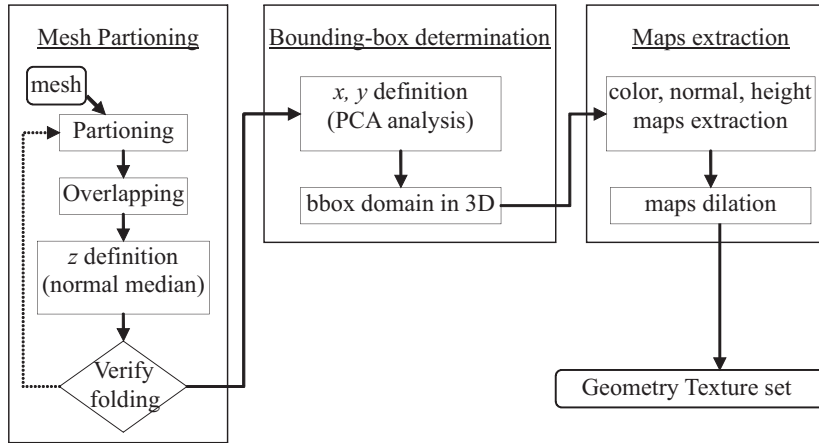 Mesh Partioning
mesh
Partioning
Overlapping
z definition
(normal median)
Verify
folding
Bounding-box determination
x, y definition
(PCA analysis)
bbox domain in 3D
Maps extraction
color, normal, height
maps extraction
maps dilation
Geometry Texture set